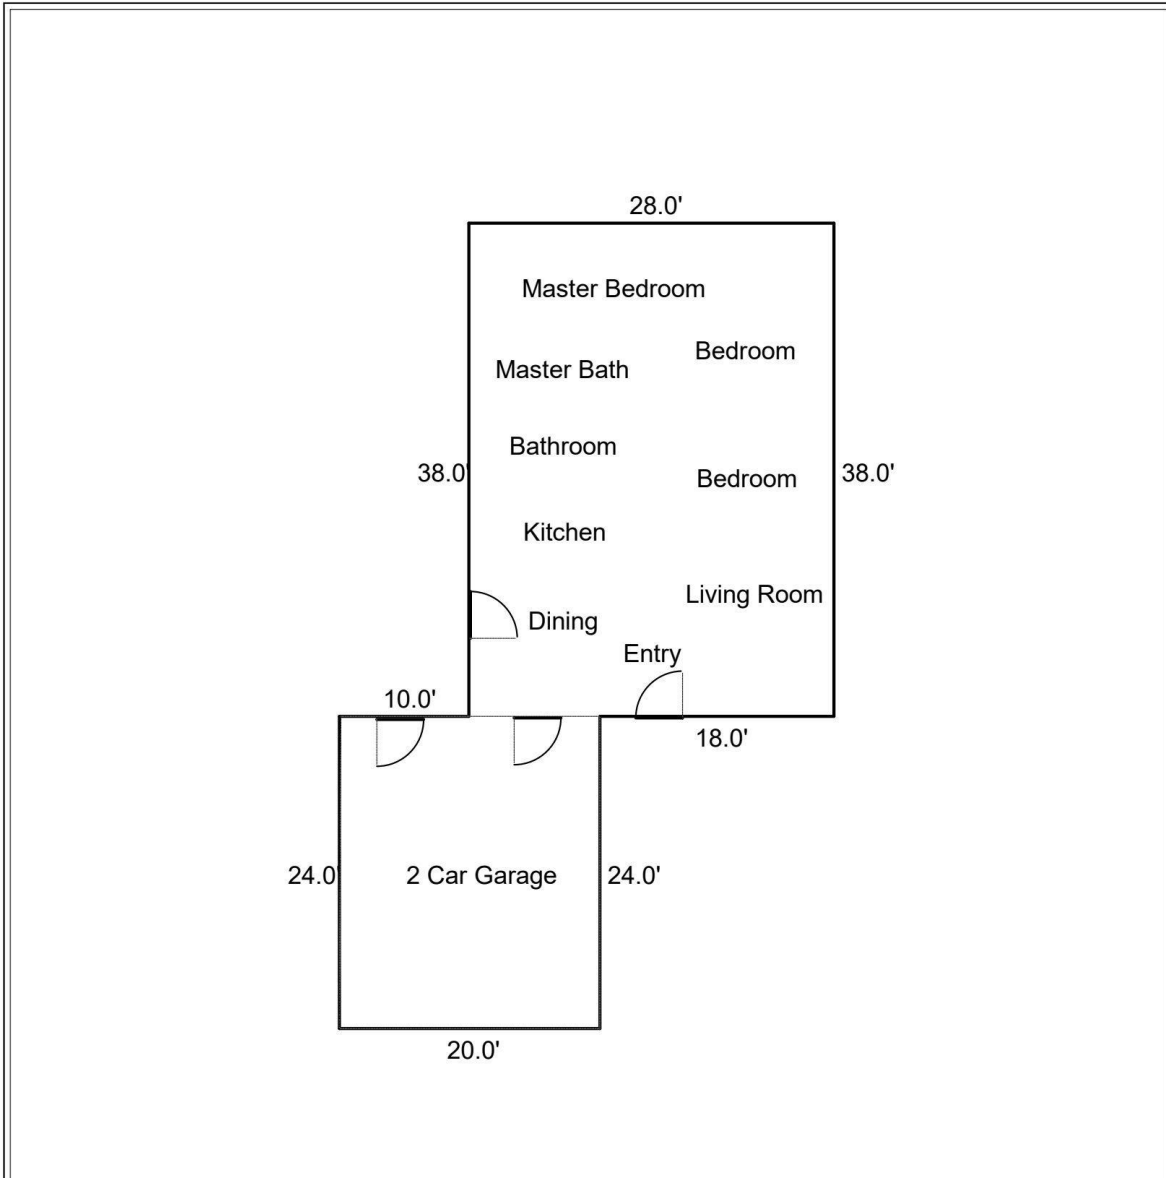 28.0'
Master Bedroom
Bedroom
Master Bath
Bathroom
38.0'
Bedroom
38.0'
Kitchen
Living Room
Dining
Entry
10.0'
18.0'
24.0'
2 Car Garage
24.0'
20.0'